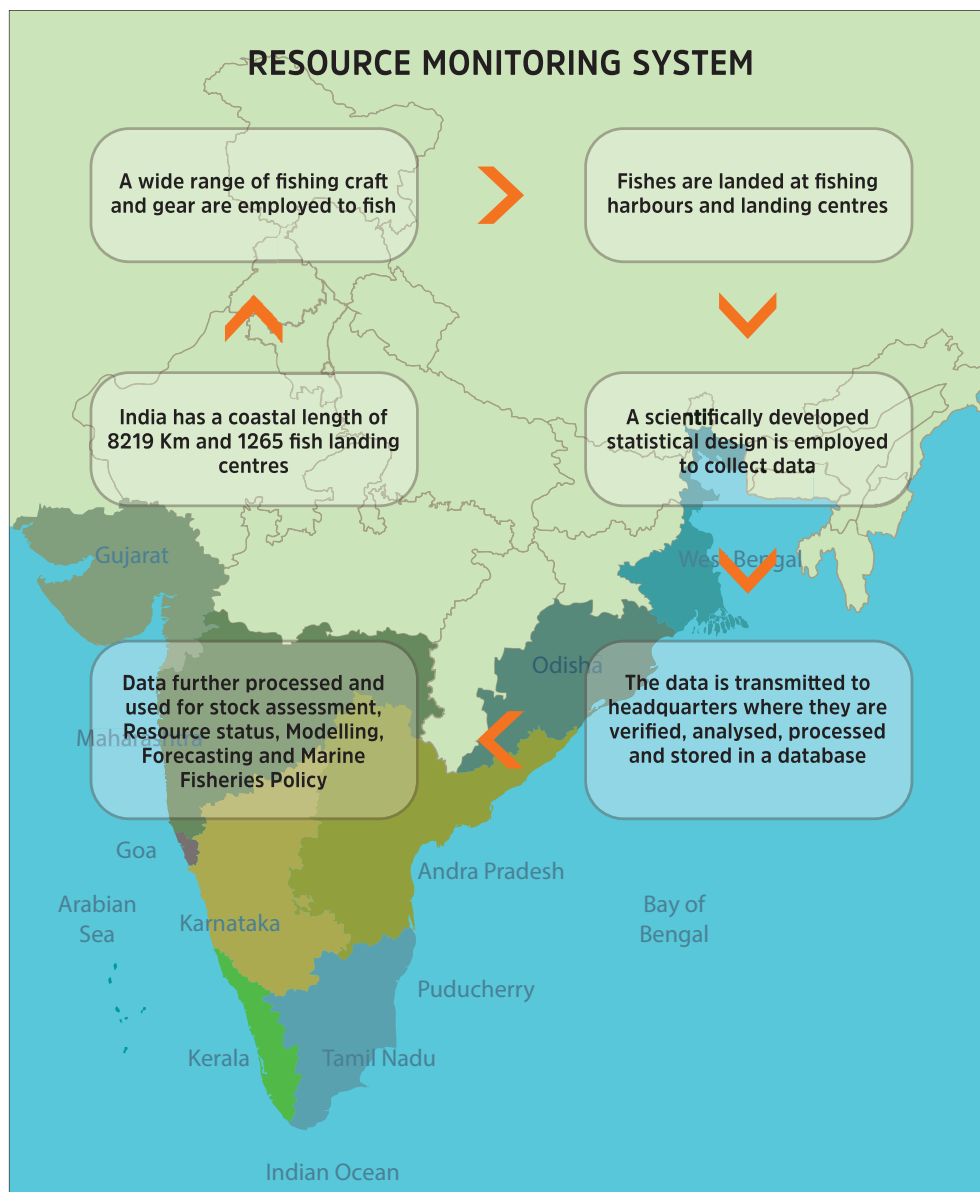 RESOURCE MONITORING SYSTEM
A wide range of fishing craft
and gear are employed to fish
Fishes are landed at fishing
harbours and landing centres
India has a coastal length of
8219 Km and 1265 fish landing
centres
A scientifically developed
statistical design is employed
to collect data
Gujarat
West Bengal
Odisha
Data further processed and
used for stock assessment,
Resource status, Modelling,
Forecasting and Marine
Fisheries Policy
The data is transmitted to
headquarters where they are
verified, analysed, processed
and stored in a database
Maharashtra
Goa
Andra Pradesh
Arabian
Sea
Karnataka
Bay of
Bengal
Puducherry
Kerala
Tamil Nadu
Indian Ocean